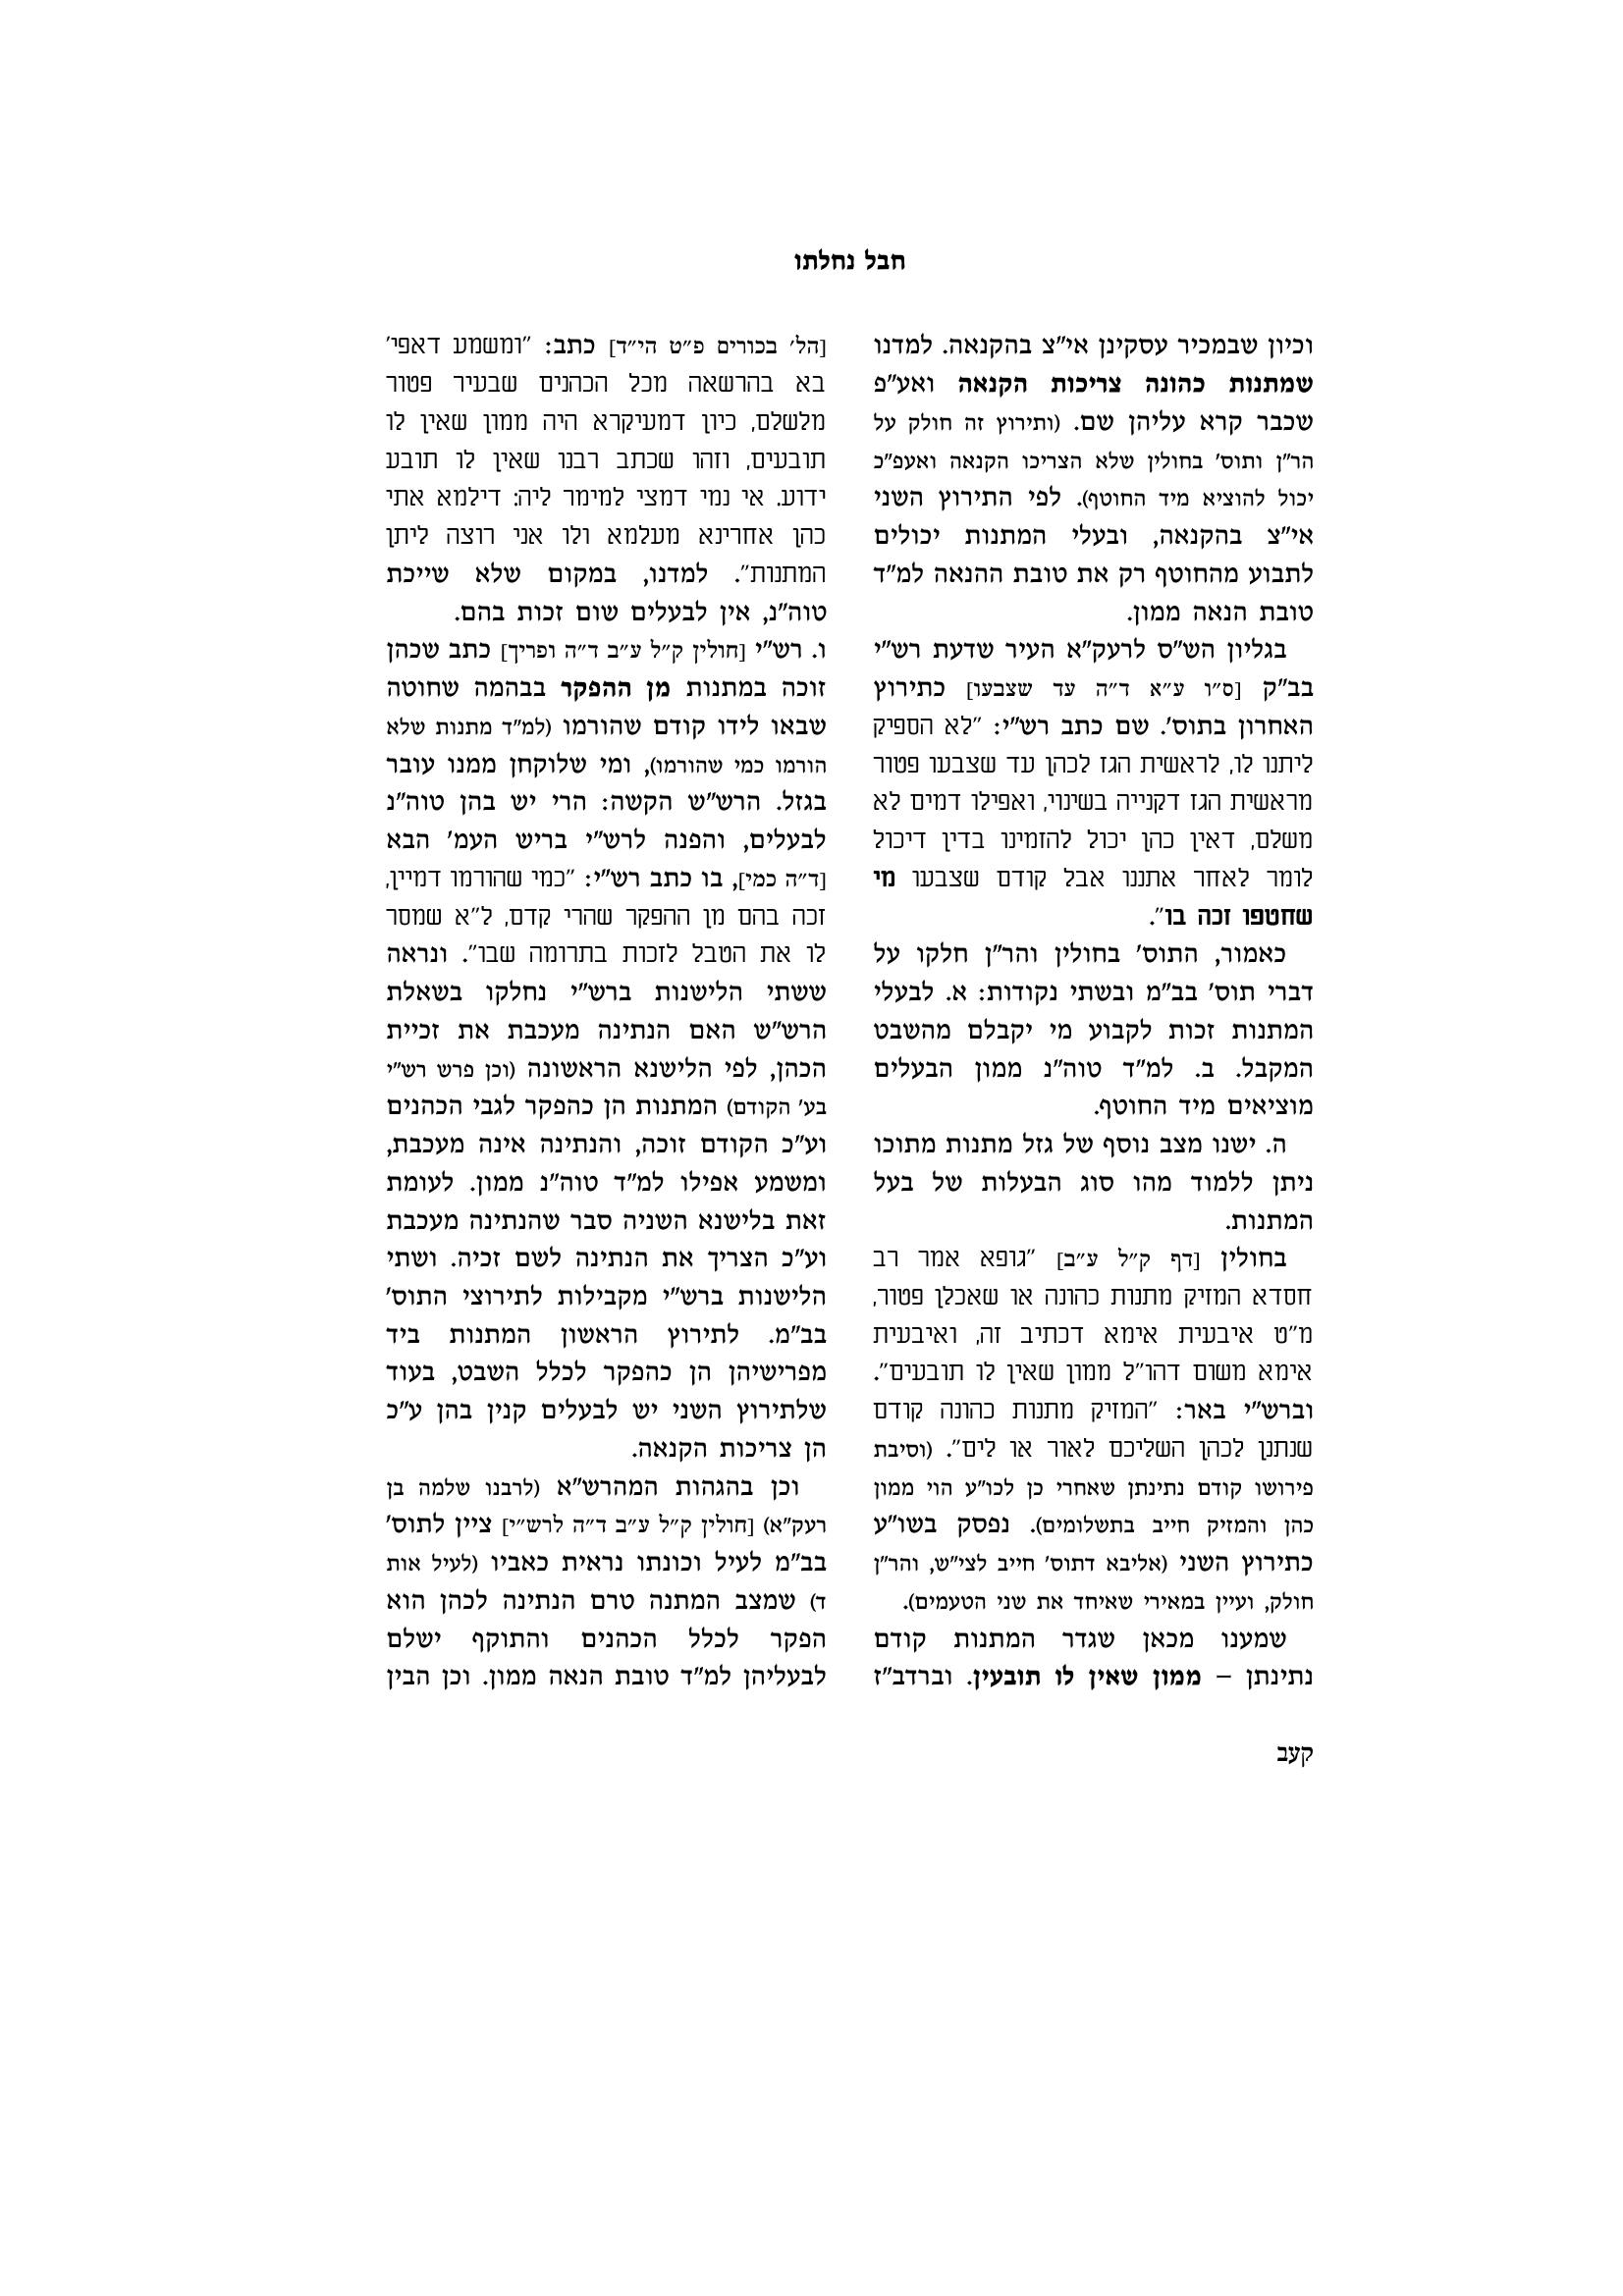 חבל נחלתו
וכיון שבמכיר עסקינן אי"צ בהקנאה. למדנו
שמתנות כהונה צריכות הקנאה ואע"פ
שכבר קרא עליהן שם. (ותירוץ זה חולק על
הר"ן ותוס' בחולין שלא הצריכו הקנאה ואעפ"כ
יכול להוציא מיד החוטף). לפי התירוץ השני
אי"צ בהקנאה, ובעלי המתנות יכולים
לתבוע מהחוטף רק את טובת ההנאה למ"ד
טובת הנאה ממון.
בגליון הש"ס לרעק"א העיר שדעת רש"י
בב"ק [ס"ו ע"א ד"ה עד שצבעו] כתירוץ
האחרון בתוס'. שם כתב רש"י: "לא הספיק
ליתנו לו, לראשית הגז לכהן עד שצבעו פטור
מראשית הגז דקנייה בשינוי, ואפילו דמים לא
משלם, דאין כהן יכול להזמינו בדין דיכול
לומר לאחר אתננו אבל קודם שצבעו מי
שחטפו זכה בו".
כאמור, התוס' בחולין והר"ן חלקו על
דברי תוס' בב"מ ובשתי נקודות: א. לבעלי
המתנות זכות לקבוע מי יקבלם מהשבט
המקבל. ב. למ"ד טוה"נ ממון הבעלים
מוציאים מיד החוטף.
ה. ישנו מצב נוסף של גזל מתנות מתוכו
ניתן ללמוד מהו סוג הבעלות של בעל
המתנות.
בחולין [דף ק"ל ע"ב] "גופא אמר רב
חסדא המזיק מתנות כהונה או שאכלן פטור,
מ"ט איבעית אימא דכתיב זה, ואיבעית
אימא משום דהו"ל ממון שאין לו תובעים".
וברש"י באר: "המזיק מתנות כהונה קודם
שנתנן לכהן השליכם לאור או לים". (וסיבת
פירושו קודם נתינתן שאחרי כן לכו"ע הוי ממון
כהן והמזיק חייב בתשלומים). נפסק בשו"ע
כתירוץ השני (אליבא דתוס' חייב לצי"ש, והר"ן
חולק, ועיין במאירי שאיחד את שני הטעמים).
שמענו מכאן שגדר המתנות קודם
נתינתן – ממון שאין לו תובעין. וברדב"ז
[הל' בכורים פ"ט הי"ד] כתב: "ומשמע דאפי'
בא בהרשאה מכל הכהנים שבעיר פטור
מלשלם, כיון דמעיקרא היה ממון שאין לו
תובעים, וזהו שכתב רבנו שאין לו תובע
ידוע. אי נמי דמצי למימר ליה: דילמא אתי
כהן אחרינא מעלמא ולו אני רוצה ליתן
המתנות". למדנו, במקום שלא שייכת
טוה"נ, אין לבעלים שום זכות בהם.
ו. רש"י [חולין ק"ל ע"ב ד"ה ופריך] כתב שכהן
זוכה במתנות מן ההפקר בבהמה שחוטה
שבאו לידו קודם שהורמו (למ"ד מתנות שלא
הורמו כמי שהורמו), ומי שלוקחן ממנו עובר
בגזל. הרש"ש הקשה: הרי יש בהן טוה"נ
לבעלים, והפנה לרש"י בריש העמ' הבא
[ד"ה כמי], בו כתב רש"י: "כמי שהורמו דמיין,
זכה בהם מן ההפקר שהרי קדם, ל"א שמסר
לו את הטבל לזכות בתרומה שבו". ונראה
ששתי הלישנות ברש"י נחלקו בשאלת
הרש"ש האם הנתינה מעכבת את זכיית
הכהן, לפי הלישנא הראשונה (וכן פרש רש"י
בע' הקודם) המתנות הן כהפקר לגבי הכהנים
וע"כ הקודם זוכה, והנתינה אינה מעכבת,
ומשמע אפילו למ"ד טוה"נ ממון. לעומת
זאת בלישנא השניה סבר שהנתינה מעכבת
וע"כ הצריך את הנתינה לשם זכיה. ושתי
הלישנות ברש"י מקבילות לתירוצי התוס'
בב"מ. לתירוץ הראשון המתנות ביד
מפרישיהן הן כהפקר לכלל השבט, בעוד
שלתירוץ השני יש לבעלים קנין בהן ע"כ
הן צריכות הקנאה.
וכן בהגהות המהרש"א (לרבנו שלמה בן
רעק"א) [חולין ק"ל ע"ב ד"ה לרש"י] ציין לתוס'
בב"מ לעיל וכונתו נראית כאביו (לעיל אות
ד) שמצב המתנה טרם הנתינה לכהן הוא
הפקר לכלל הכהנים והתוקף ישלם
לבעליהן למ"ד טובת הנאה ממון. וכן הבין
קעב